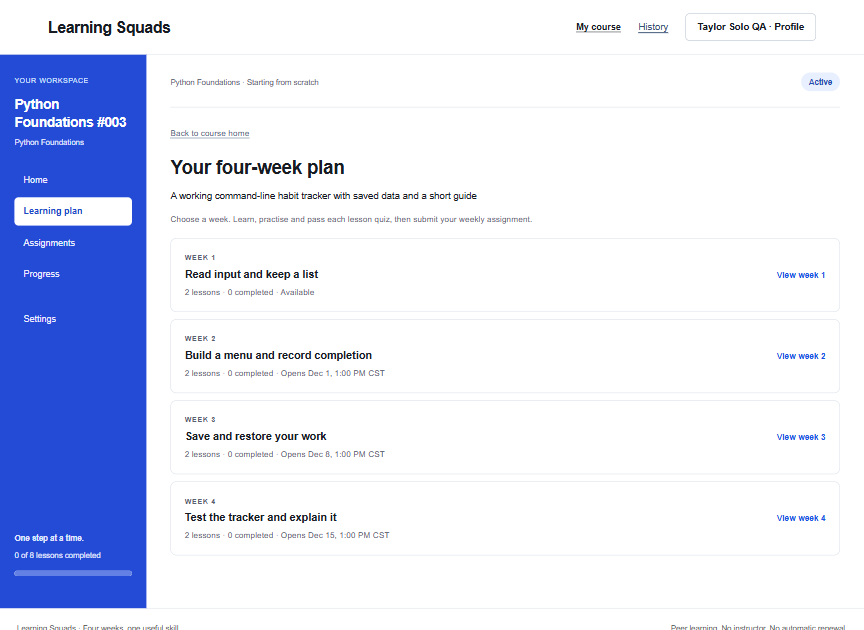 Learning Squads
My course
History
Taylor Solo QA · Profile
YOUR WORKSPACE
Python
Foundations #003
Python Foundations
Home
Learning plan
Assignments
Progress
Settings
One step at a time.
0 of 8 lessons completed
Python Foundations · Starting from scratch
Active
Back to course home
Your four-week plan
A working command-line habit tracker with saved data and a short guide
Choose a week. Learn, practise and pass each lesson quiz, then submit your weekly assignment.
WEEK 1
Read input and keep a list
2 lessons · 0 completed · Available
View week 1
WEEK 2
Build a menu and record completion
2 lessons · 0 completed · Opens Dec 1, 1:00 PM CST
View week 2
WEEK 3
Save and restore your work
2 lessons · 0 completed · Opens Dec 8, 1:00 PM CST
View week 3
WEEK 4
Test the tracker and explain it
2 lessons · 0 completed · Opens Dec 15, 1:00 PM CST
View week 4
Learning Squads · Four weeks, one useful skill
Peer learning. No instructor. No automatic renewal